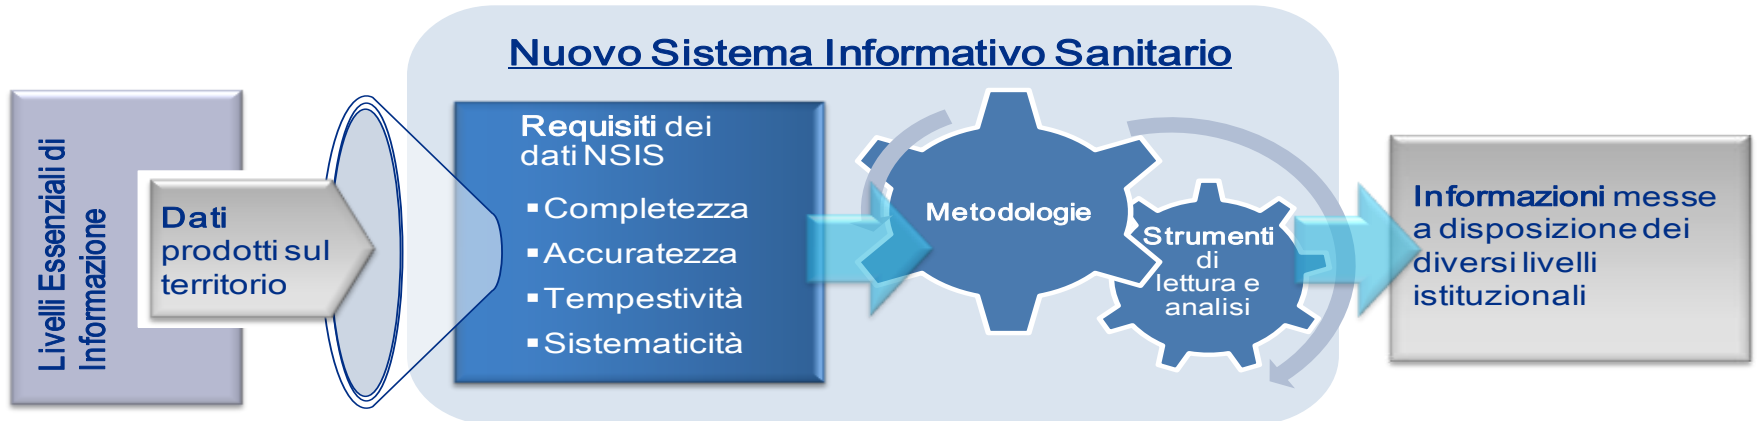 Nuovo Sistema Informativo Sanitario
Livelli Essenziali di
Informazione
Dati
prodotti sul
territorio
Requisiti dei
dati NSIS
▪Completezza
▪Accuratezza
▪Tempestività
▪Sistematicità
Metodologie
Strumenti
di
lettura e
analisi
Informazioni messe
a disposizione dei
diversi livelli
istituzionali